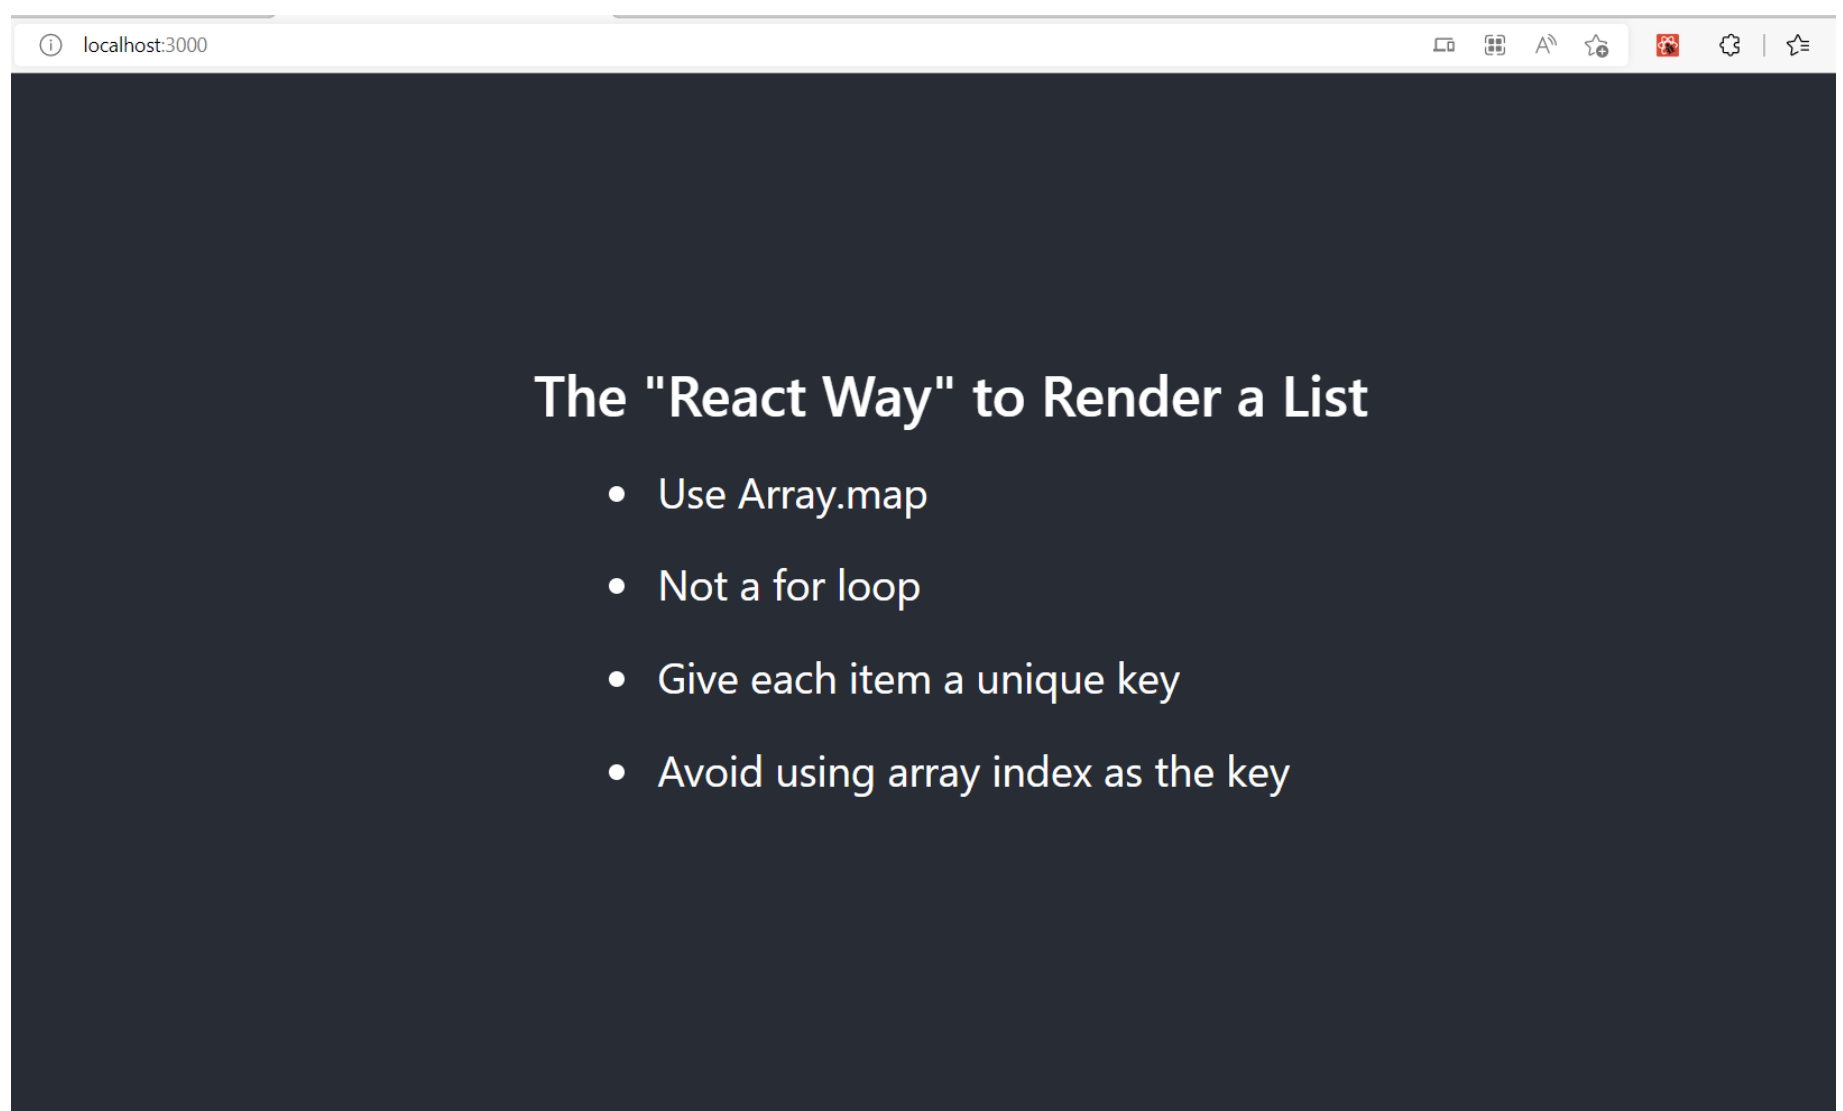 localhost:3000
The "React Way" to Render a List
• Use Array.map
• Not a for loop
• Give each item a unique key
• Avoid using array index as the key